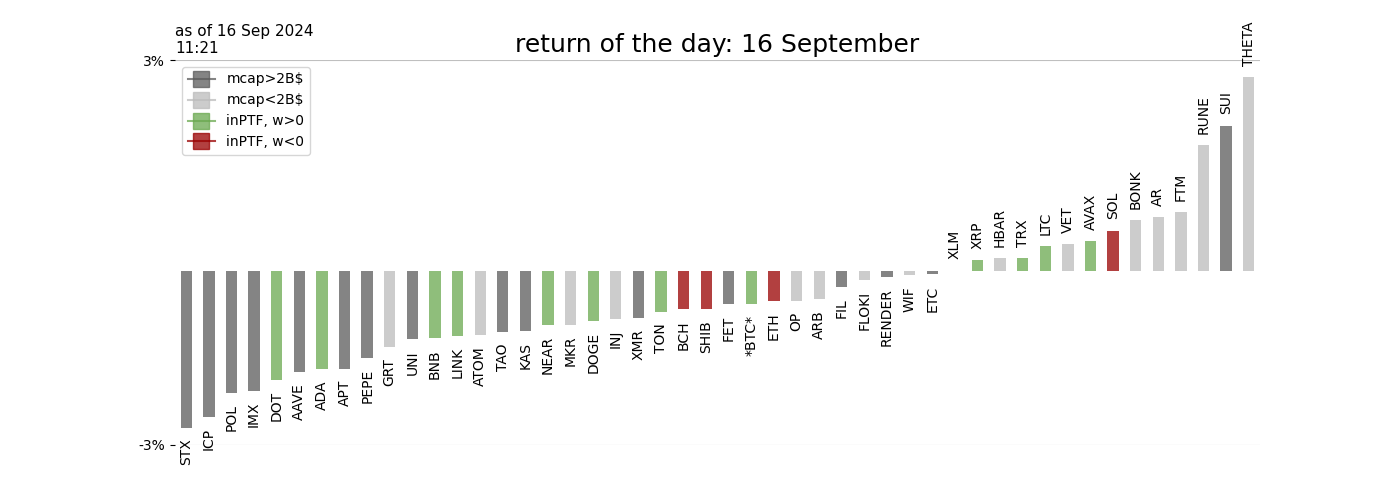 as of 16 Sep 2024
11:21
return of the day: 16 September
3%
mcap>2B$
mcap<2B$
inPTF, w>0
inPTF, w<0
-3%
STX
ICP
POL
IMX
DOT
AAVE
ADA
APT
PEPE
GRT
UNI
BNB
LINK
ATOM
TAO
KAS
NEAR
MKR
DOGE
INJ
XMR
TON
BCH
SHIB
FET
*BTC*
ETH
OP
ARB
FIL
FLOKI
RENDER
WIF
ETC
XLM
XRP
HBAR
TRX
LTC
VET
AVAX
SOL
BONK
AR
FTM
RUNE
SUI
THETA